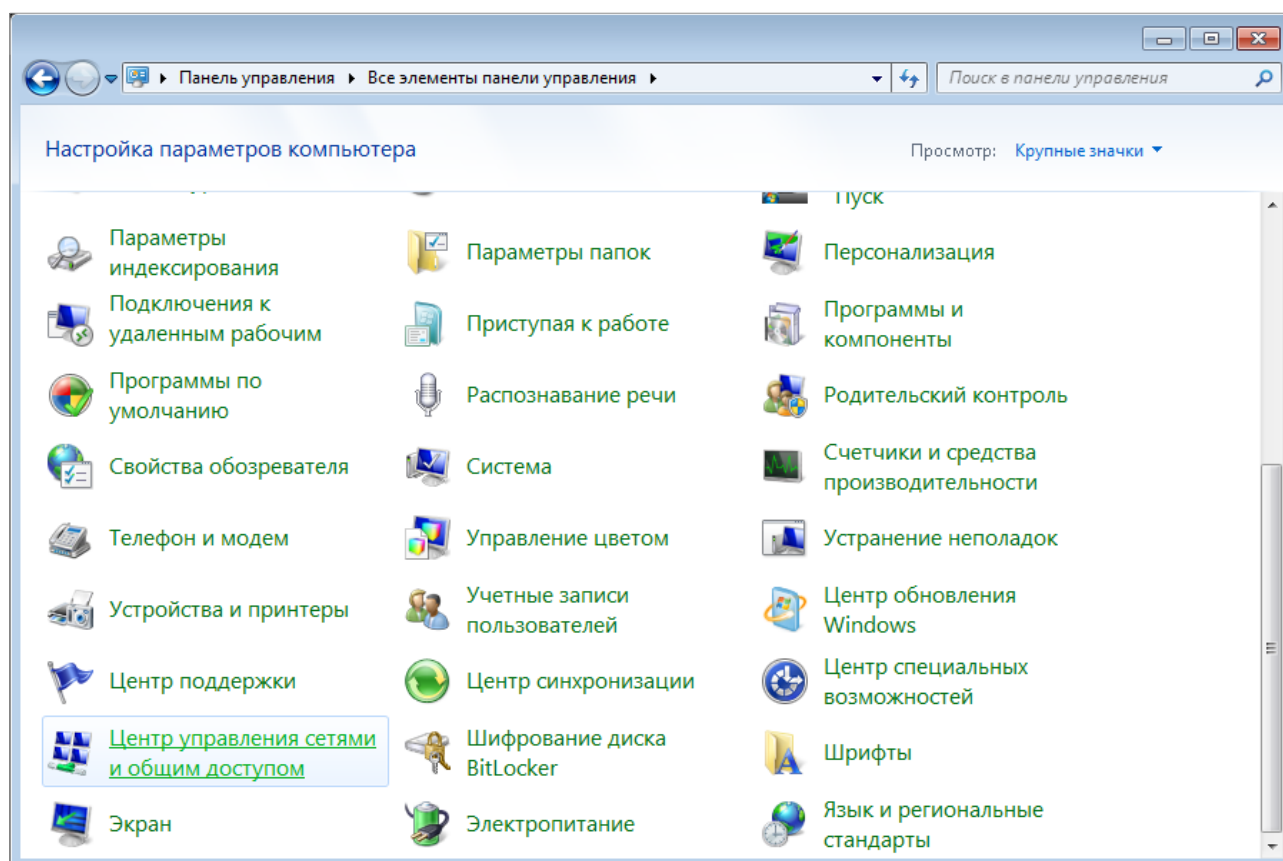 Панель управления Все элементы панели управления Поиск в панели управления
Настройка параметров компьютера Просмотр: Крупные значки
Пуск
Параметры
индексирования
Параметры папок
Персонализация
Подключения к
удаленным рабочим
Приступая к работе
Программы и
компоненты
Программы по
умолчанию
Распознавание речи
Родительский контроль
Свойства обозревателя
Система
Счетчики и средства
производительности
Телефон и модем
Управление цветом
Устранение неполадок
Устройства и принтеры
Учетные записи
пользователей
Центр обновления
Windows
Центр поддержки
Центр синхронизации
Центр специальных
возможностей
Центр управления сетями
и общим доступом
Шифрование диска
BitLocker
Шрифты
Экран
Электропитание
Язык и региональные
стандарты